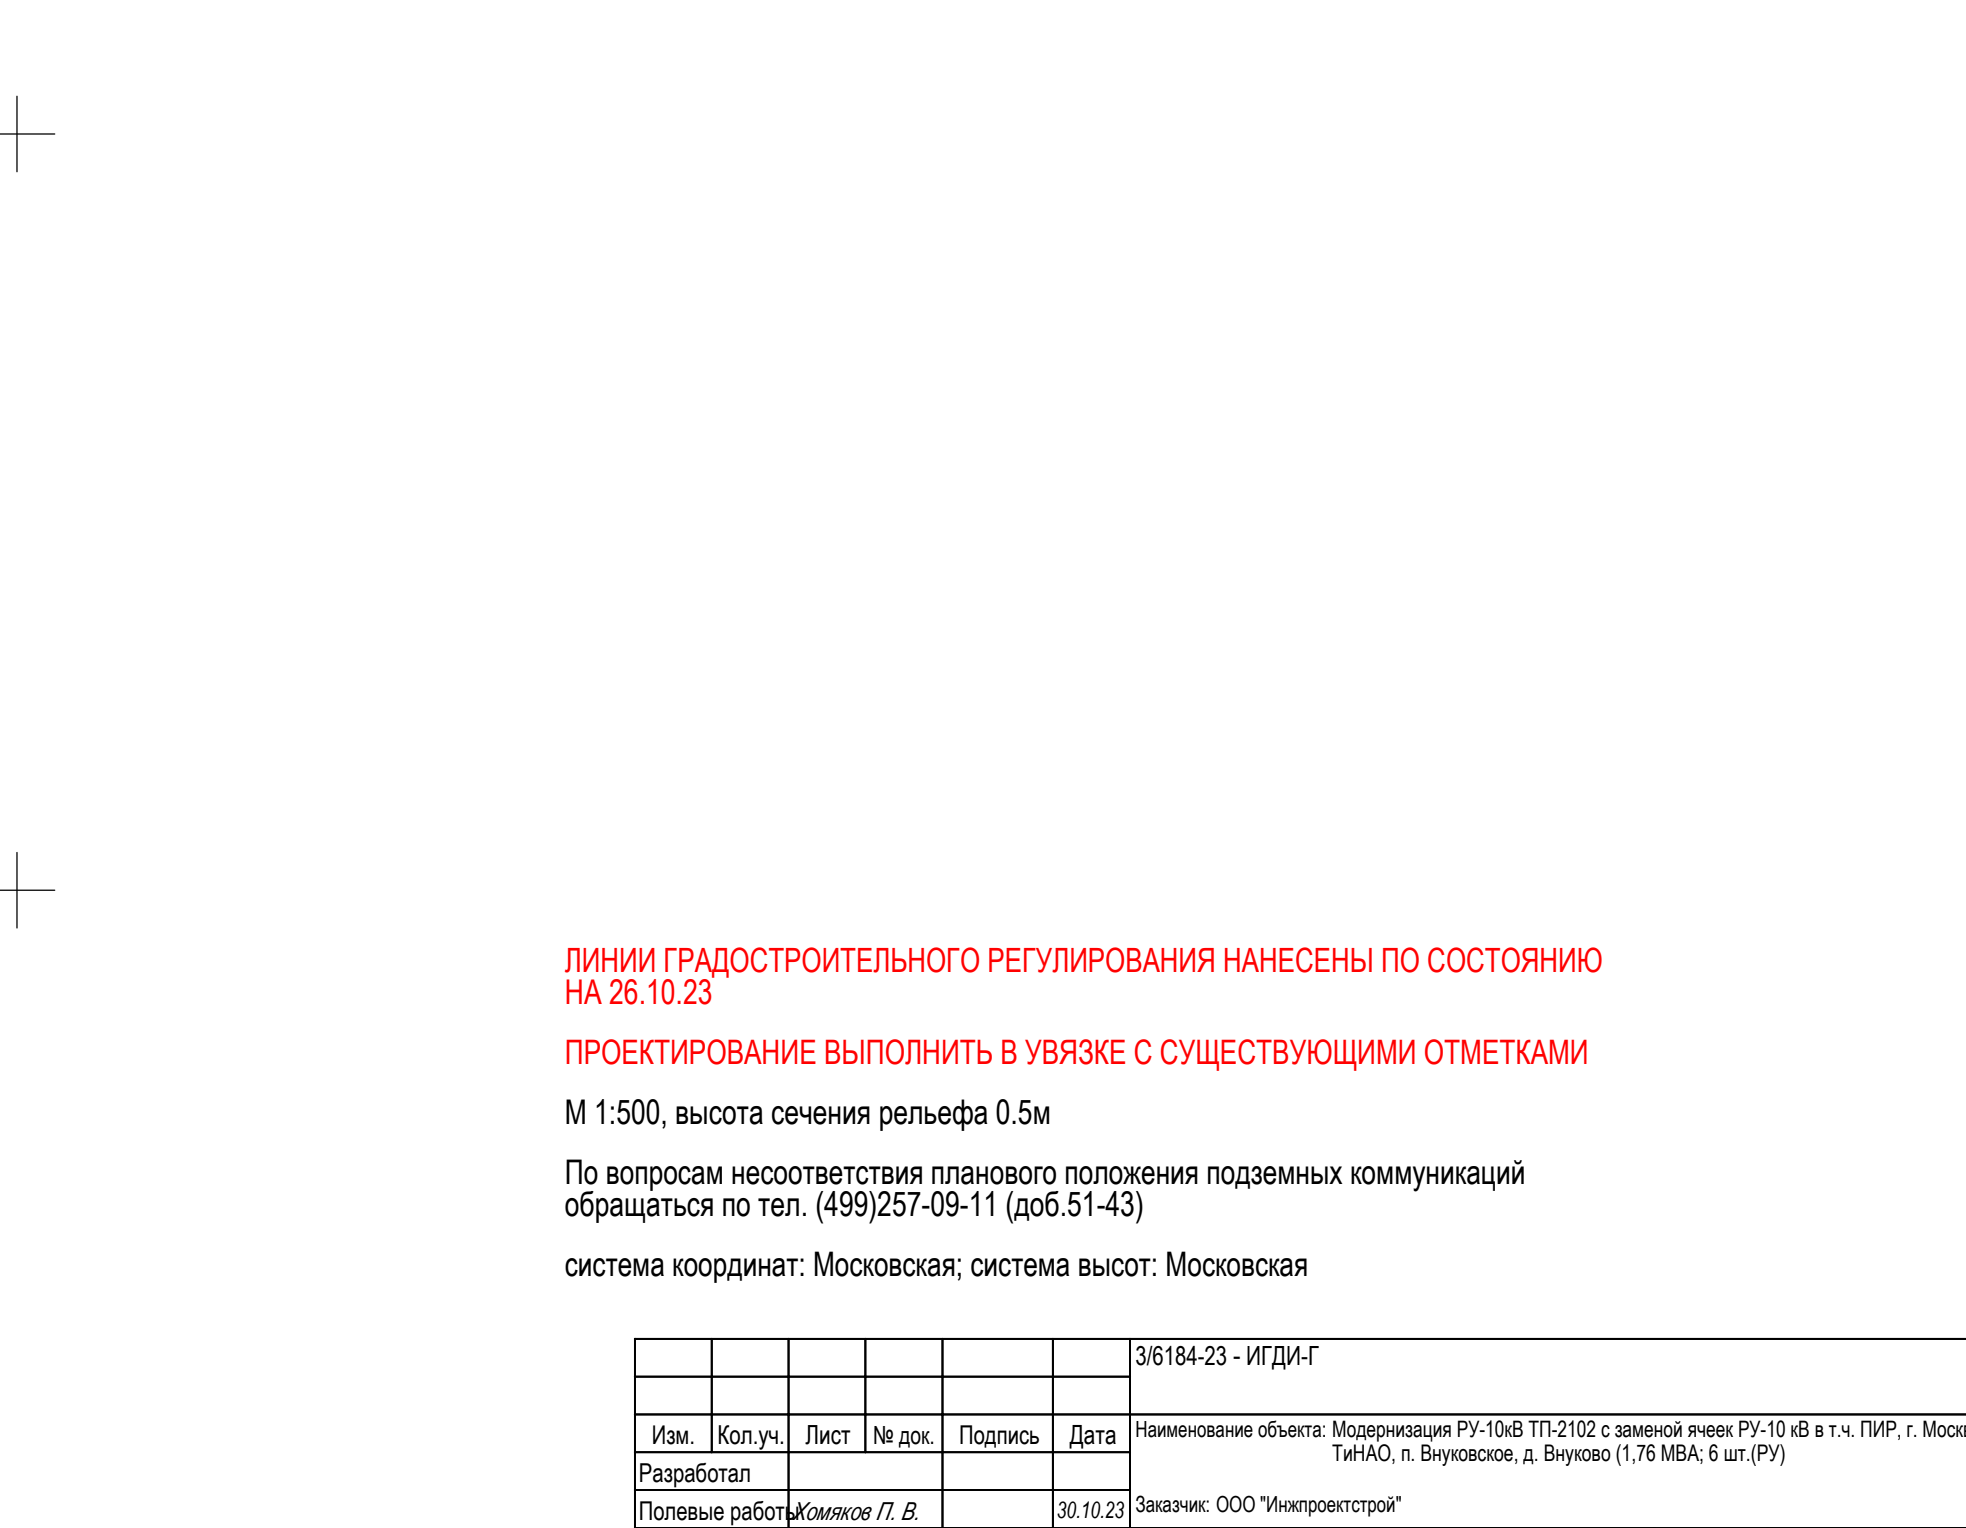 ЛИНИИ ГРАДОСТРОИТЕЛЬНОГО РЕГУЛИРОВАНИЯ НАНЕСЕНЫ ПО СОСТОЯНИЮ
НА 26.10.23
ПРОЕКТИРОВАНИЕ ВЫПОЛНИТЬ В УВЯЗКЕ С СУЩЕСТВУЮЩИМИ ОТМЕТКАМИ
М 1:500, высота сечения рельефа 0.5м
По вопросам несоответствия планового положения подземных коммуникаций
обращаться по тел. (499)257-09-11 (доб.51-43)
система координат: Московская; система высот: Московская
3/6184-23 - ИГДИ-Г
Изм. Кол.уч. Лист № док. Подпись Дата
Наименование объекта: Модернизация РУ-10кВ ТП-2102 с заменой ячеек РУ-10 кВ в т.ч. ПИР, г. Москв
ТиНАО, п. Внуковское, д. Внуково (1,76 МВА; 6 шт.(РУ)
Разработал
Полевые работы Хомяков П. В. 30.10.23
Заказчик: ООО "Инжпроектстрой"